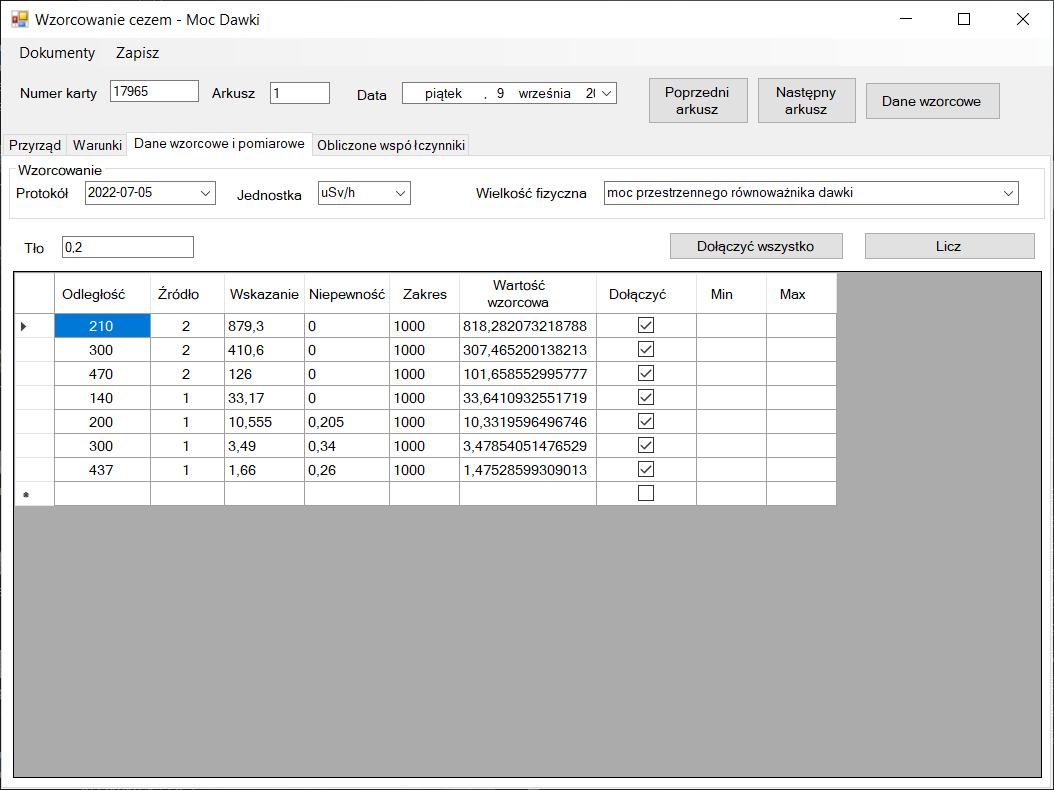 Wzorcowanie cezem - Moc Dawki
Dokumenty Zapisz
Numer karty 17965 Arkusz 1 Data piątek . 9 września Poprzedni arkusz Następny arkusz Dane wzorcowe
Przyrząd Warunki Dane wzorcowe i pomiarowe Obliczone współczynniki
Wzorcowanie
Protokół 2022-07-05 Jednostka uSv/h Wielkość fizyczna moc przestrzennego równoważnika dawki
Tło 0,2 Dołączyć wszystko Licz
Odległość Źródło Wskazanie Niepewność Zakres Wartość wzorcowa Dołączyć Min Max
210 2 879,3 0 1000 818,282073218788
300 2 410,6 0 1000 307,465200138213
470 2 126 0 1000 101,658552995777
140 1 33,17 0 1000 33,6410932551719
200 1 10,555 0,205 1000 10,3319596496746
300 1 3,49 0,34 1000 3,47854051476529
437 1 1,66 0,26 1000 1,47528599309013